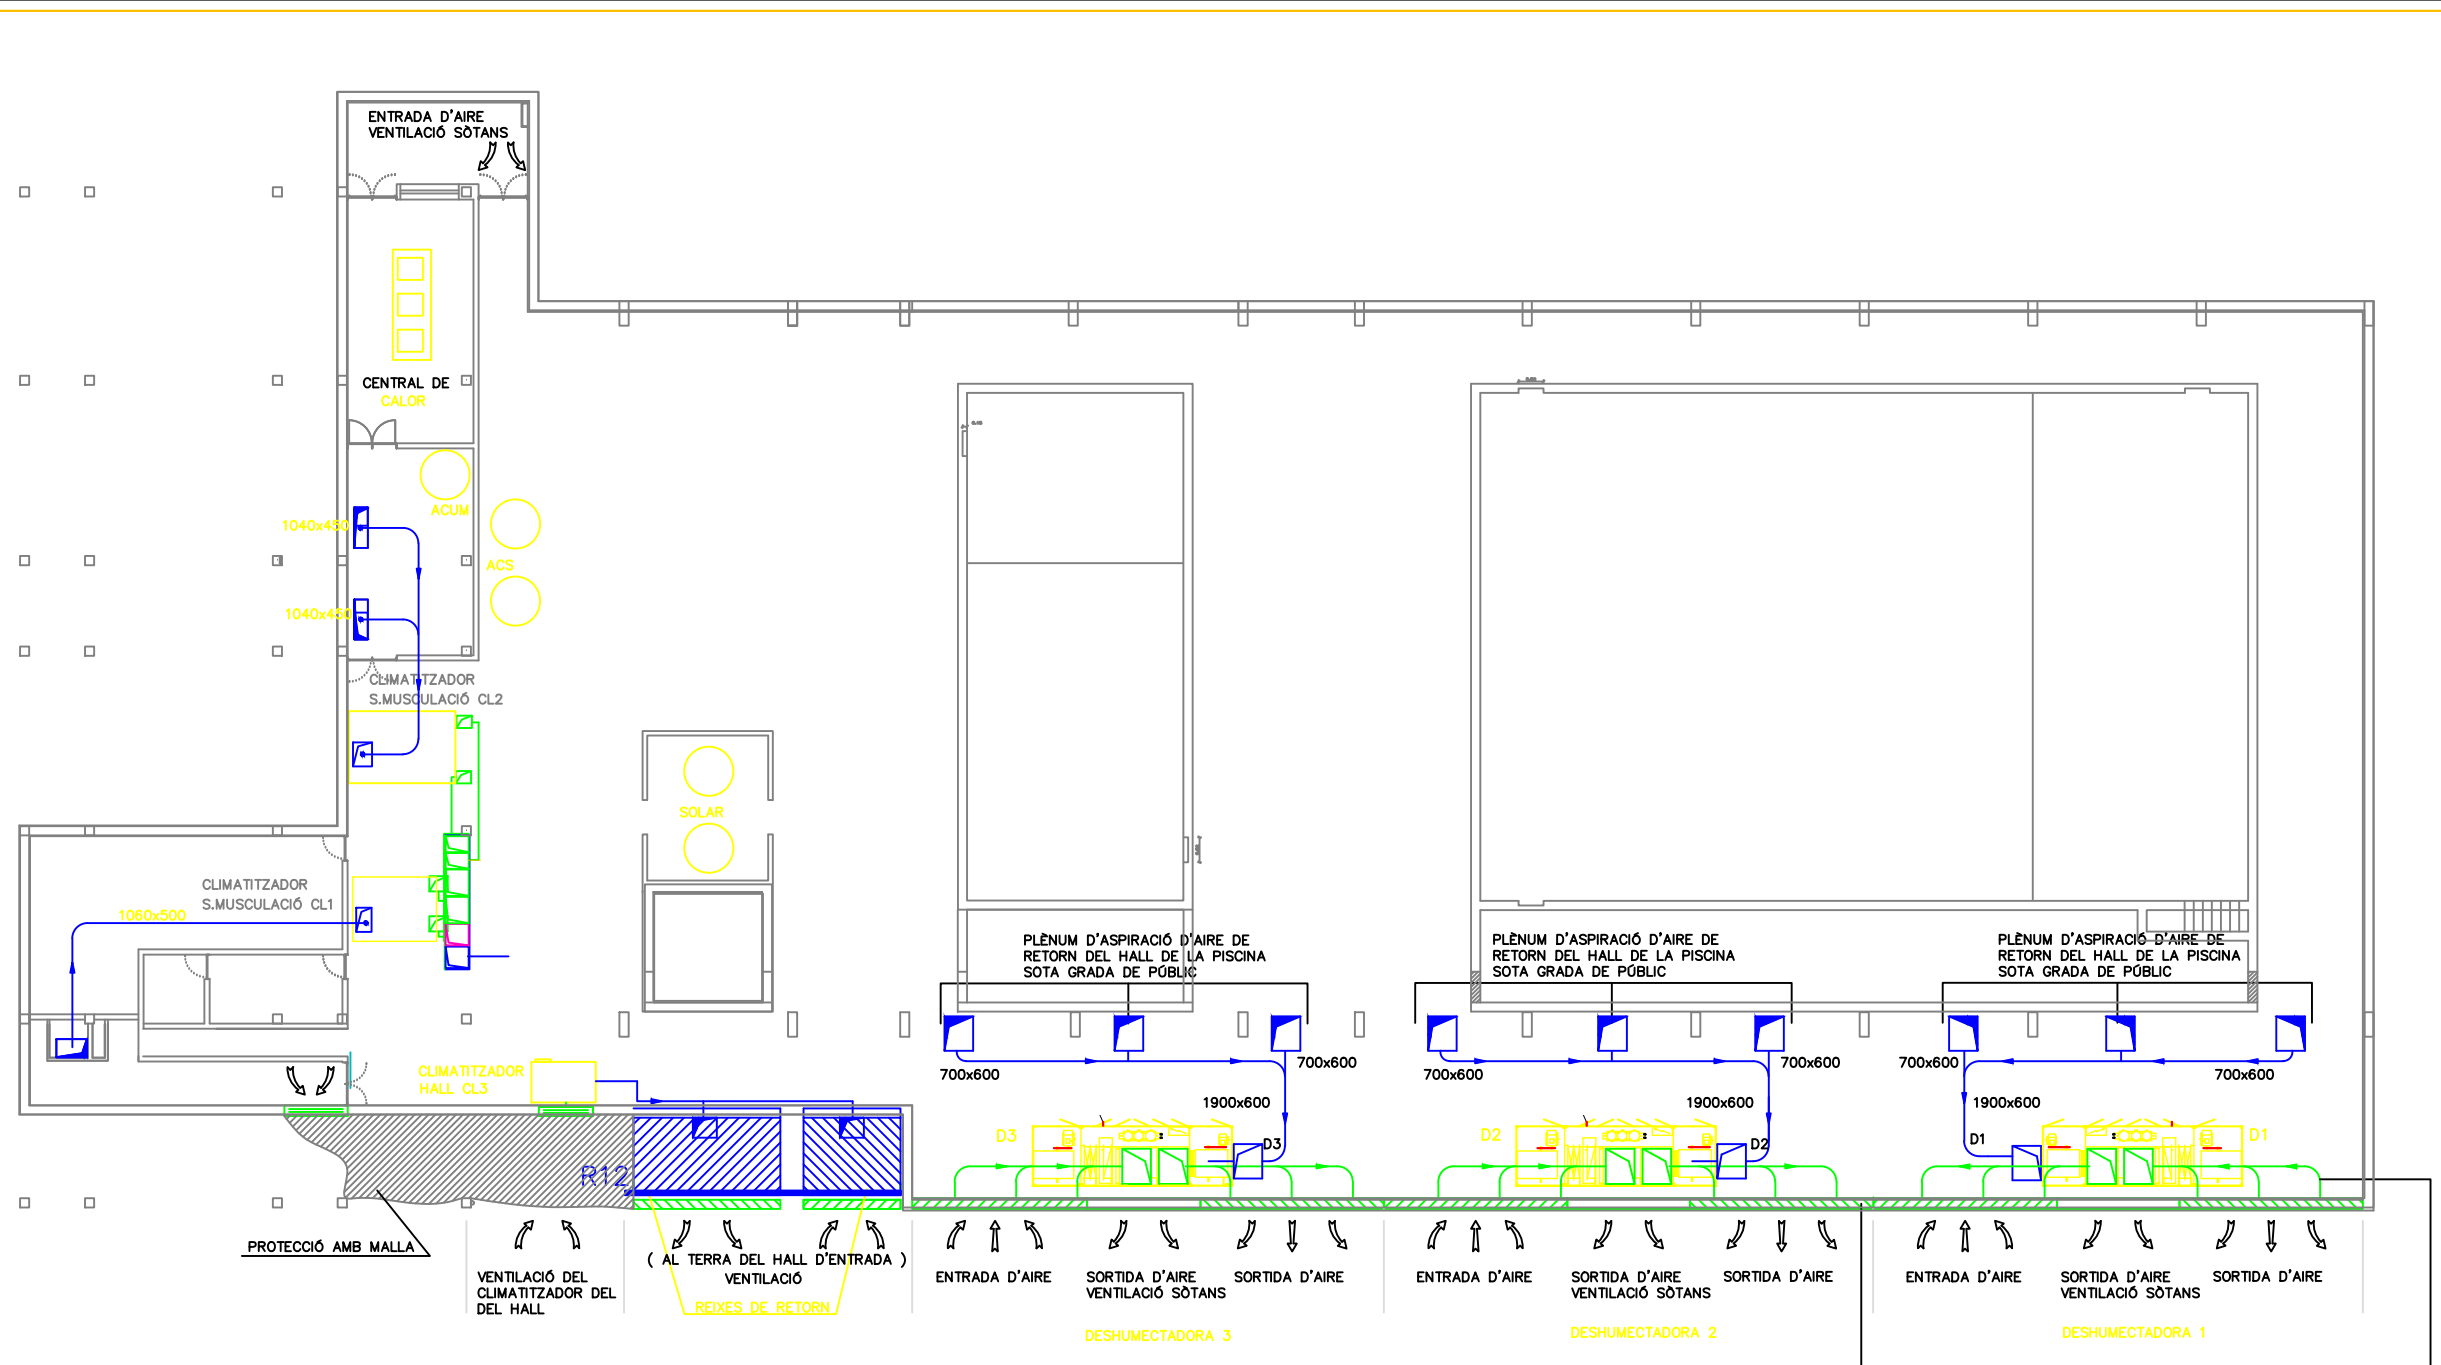 ENTRADA D'AIRE
VENTILACIÓ SÒTANS
CENTRAL DE
CALOR
ACUM
1040x450
ACS
1040x450
CLIMATITZADOR
S.MUSCULACIÓ CL2
SOLAR
CLIMATITZADOR
S.MUSCULACIÓ CL1
1060x500
PLÈNUM D'ASPIRACIÓ D'AIRE DE
RETORN DEL HALL DE LA PISCINA
SOTA GRADA DE PÚBLIC
PLÈNUM D'ASPIRACIÓ D'AIRE DE
RETORN DEL HALL DE LA PISCINA
SOTA GRADA DE PÚBLIC
PLÈNUM D'ASPIRACIÓ D'AIRE DE
RETORN DEL HALL DE LA PISCINA
SOTA GRADA DE PÚBLIC
CLIMATITZADOR
HALL CL3
700x600
700x600
700x600
700x600
700x600
700x600
1900x600
1900x600
1900x600
D3
D3
D2
D2
D1
D1
R12
PROTECCIÓ AMB MALLA
( AL TERRA DEL HALL D'ENTRADA )
VENTILACIÓ
REIXES DE RETORN
VENTILACIÓ DEL
CLIMATITZADOR DEL
DEL HALL
ENTRADA D'AIRE
SORTIDA D'AIRE
VENTILACIÓ SÒTANS
SORTIDA D'AIRE
ENTRADA D'AIRE
SORTIDA D'AIRE
VENTILACIÓ SÒTANS
SORTIDA D'AIRE
ENTRADA D'AIRE
SORTIDA D'AIRE
VENTILACIÓ SÒTANS
SORTIDA D'AIRE
DESHUMECTADORA 3
DESHUMECTADORA 2
DESHUMECTADORA 1